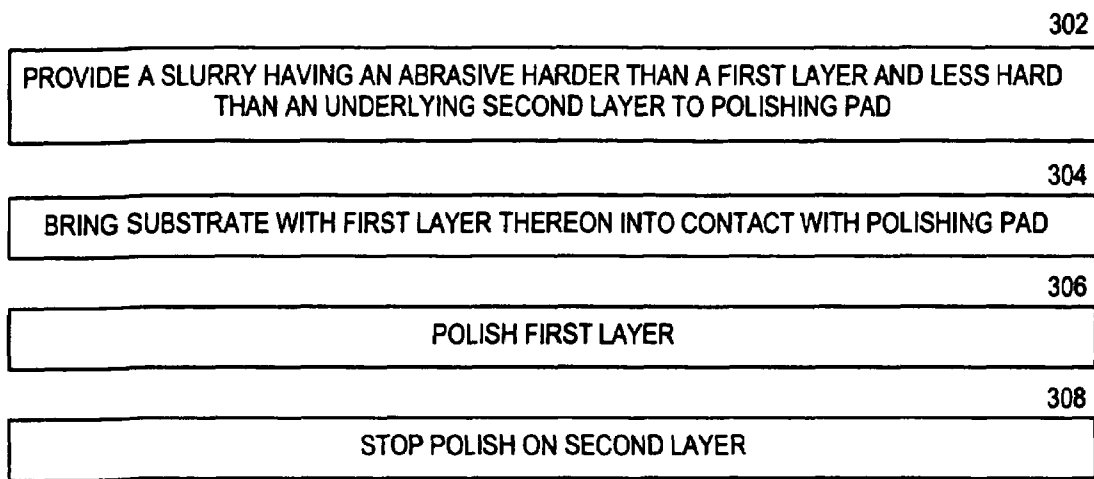 302
PROVIDE A SLURRY HAVING AN ABRASIVE HARDER THAN A FIRST LAYER AND LESS HARD
THAN AN UNDERLYING SECOND LAYER TO POLISHING PAD
304
BRING SUBSTRATE WITH FIRST LAYER THEREON INTO CONTACT WITH POLISHING PAD
306
POLISH FIRST LAYER
308
STOP POLISH ON SECOND LAYER